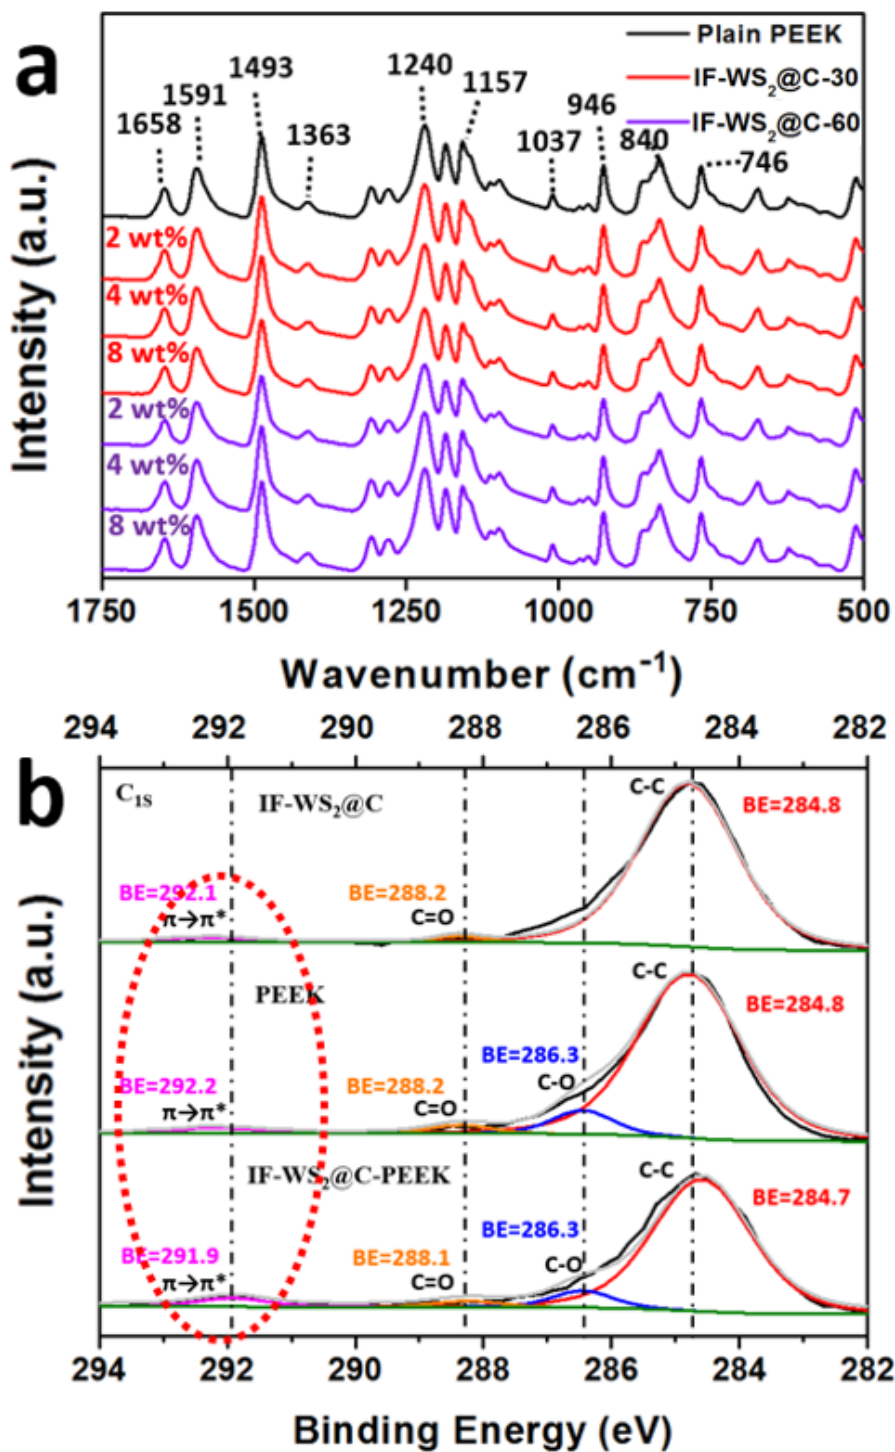 a
Plain PEEK
IF-WS₂@C-30
IF-WS₂@C-60
1658
1591
1493
1363
1240
1157
1037
946
840
746
2 wt%
4 wt%
8 wt%
2 wt%
4 wt%
8 wt%
Intensity (a.u.)
1750 1500 1250 1000 750 500
Wavenumber (cm⁻¹)
294 292 290 288 286 284 282
b
C₁S
IF-WS₂@C
C-C
BE=284.8
BE=292.1
π→π*
BE=288.2
C=O
PEEK
C-C
BE=284.8
BE=286.3
C-O
BE=292.2
π→π*
BE=288.2
C=O
IF-WS₂@C-PEEK
C-C
BE=284.7
BE=286.3
C-O
BE=291.9
π→π*
BE=288.1
C=O
Intensity (a.u.)
294 292 290 288 286 284 282
Binding Energy (eV)